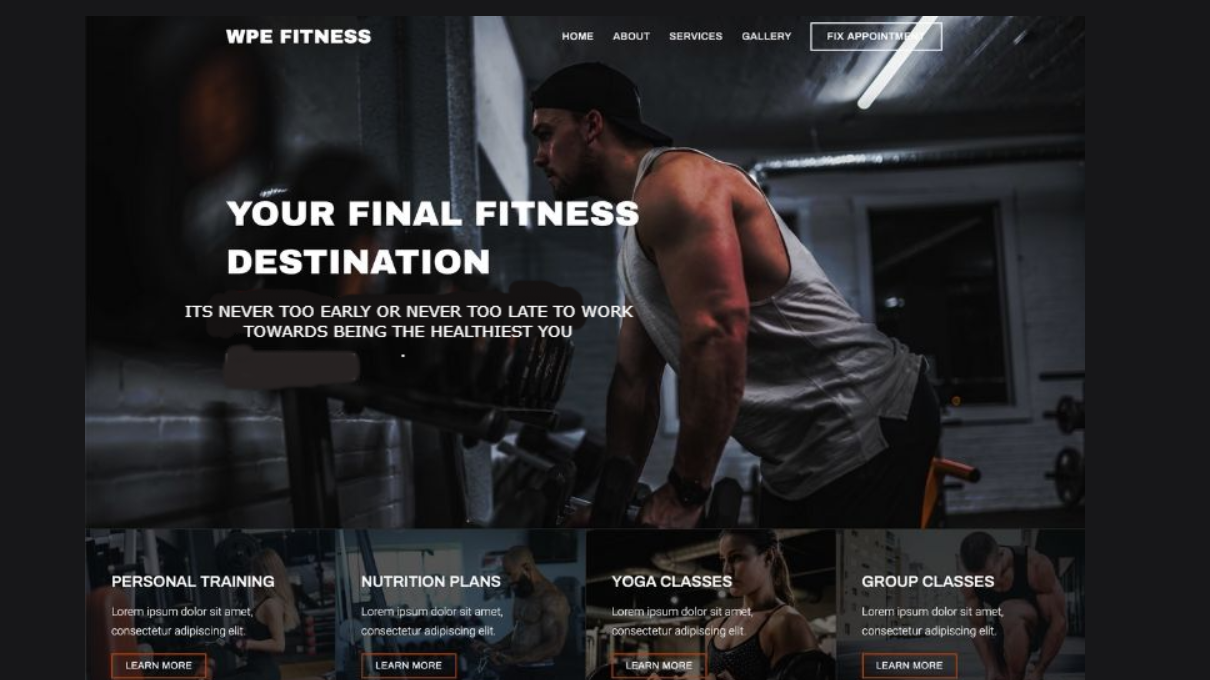 WPE FITNESS
HOME ABOUT SERVICES GALLERY FIX APPOINTMENT
YOUR FINAL FITNESS
DESTINATION
ITS NEVER TOO EARLY OR NEVER TOO LATE TO WORK
TOWARDS BEING THE HEALTHIEST YOU
.
PERSONAL TRAINING NUTRITION PLANS YOGA CLASSES GROUP CLASSES
Lorem ipsum dolor sit amet, Lorem ipsum dolor sit amet, Lorem ipsum dolor sit amet, Lorem ipsum dolor sit amet,
consectetur adipiscing elit. consectetur adipiscing elit. consectetur adipiscing elit. consectetur adipiscing elit.
LEARN MORE LEARN MORE LEARN MORE LEARN MORE